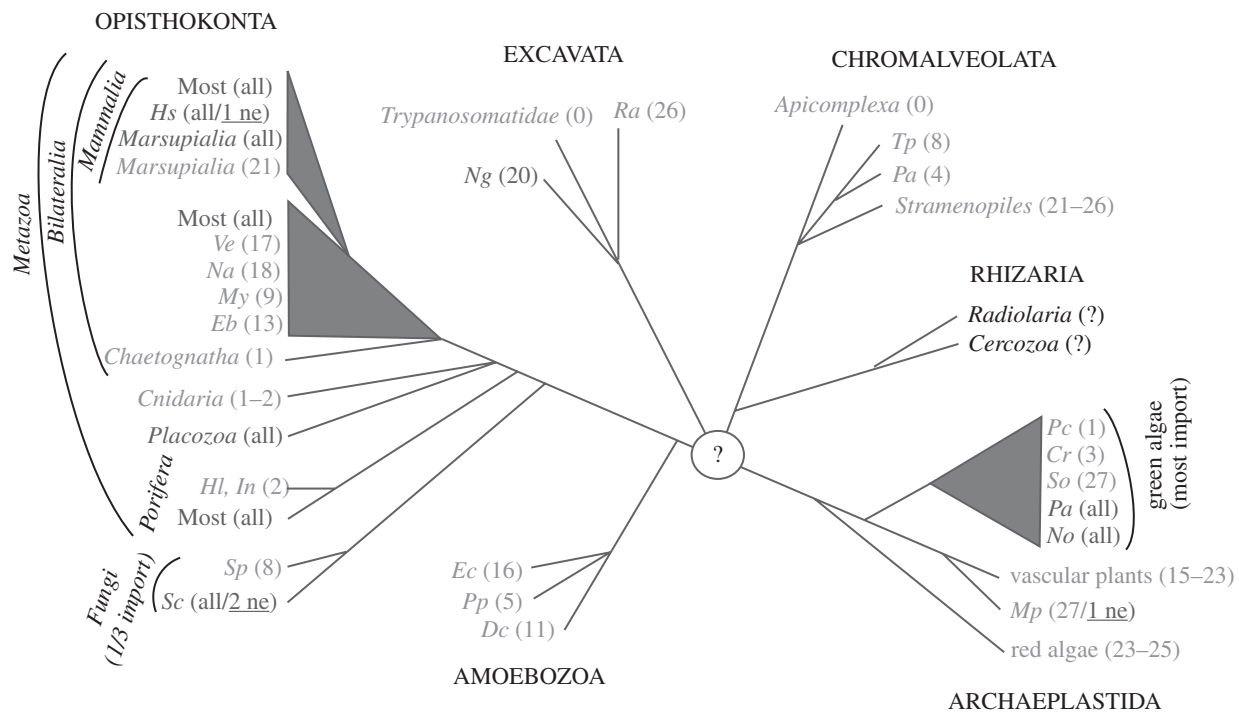 OPISTHOKONTA
Metazoa
Bilateralia
Mammalia
Most (all)
Hs (all/1 ne)
Marsupialia (all)
Marsupialia (21)
Most (all)
Ve (17)
Na (18)
My (9)
Eb (13)
Chaetognatha (1)
Cnidaria (1–2)
Placozoa (all)
Porifera
Hl, In (2)
Most (all)
Fungi
(1/3 import)
Sp (8)
Sc (all/2 ne)
EXCAVATA
Trypanosomatidae (0)
Ra (26)
Ng (20)
CHROMALVEOLATA
Apicomplexa (0)
Tp (8)
Pa (4)
Stramenopiles (21–26)
RHIZARIA
Radiolaria (?)
Cercozoa (?)
?
Pc (1)
Cr (3)
So (27)
Pa (all)
No (all)
green algae
(most import)
vascular plants (15–23)
Mp (27/1 ne)
red algae (23–25)
ARCHAEPLASTIDA
Ec (16)
Pp (5)
Dc (11)
AMOEBOZOA